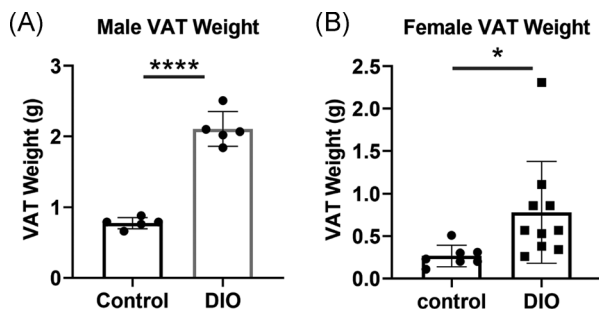 (A)
Male VAT Weight
****
VAT Weight (g)
3
2
1
0
Control DIO
(B)
Female VAT Weight
*
VAT Weight (g)
2.5
2.0
1.5
1.0
0.5
0.0
control DIO